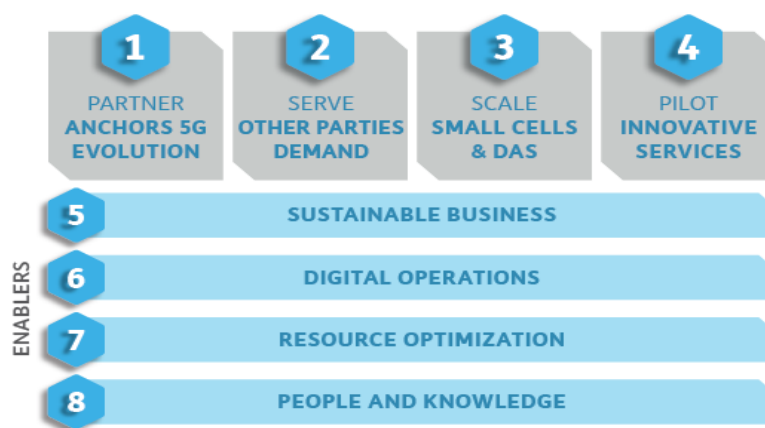 1
PARTNER
ANCHORS 5G
EVOLUTION
2
SERVE
OTHER PARTIES
DEMAND
3
SCALE
SMALL CELLS
& DAS
4
PILOT
INNOVATIVE
SERVICES
ENABLERS
5
SUSTAINABLE BUSINESS
6
DIGITAL OPERATIONS
7
RESOURCE OPTIMIZATION
8
PEOPLE AND KNOWLEDGE